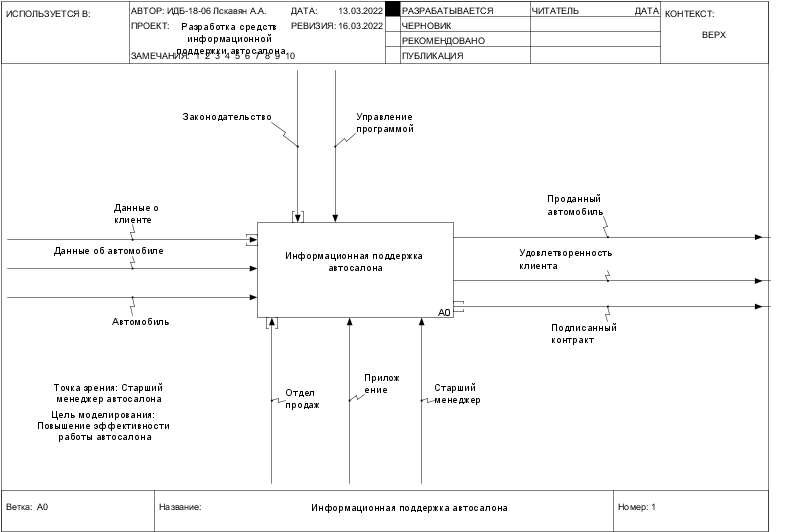 ИСПОЛЬЗУЕТСЯ В:
АВТОР: ИДБ-18-06 Лскавян А.А.
ДАТА: 13.03.2022
ПРОЕКТ: Разработка средств
информационной
поддержки автосалона
РЕВИЗИЯ: 16.03.2022
ЗАМЕЧАНИЯ: 1 2 3 4 5 6 7 8 9 10
РАЗРАБАТЫВАЕТСЯ
ЧЕРНОВИК
РЕКОМЕНДОВАНО
ПУБЛИКАЦИЯ
ЧИТАТЕЛЬ ДАТА
КОНТЕКСТ:
ВЕРХ
Законодательство
Управление
программой
Данные о
клиенте
Данные об автомобиле
Автомобиль
Информационная поддержка
автосалона
A0
Проданный
автомобиль
Удовлетворенность
клиента
Подписанный
контракт
Отдел
продаж
Прилож
ение
Старший
менеджер
Точка зрения: Старший
менеджер автосалона
Цель моделирования:
Повышение эффективности
работы автосалона
Ветка: A0
Название: Информационная поддержка автосалона
Номер: 1